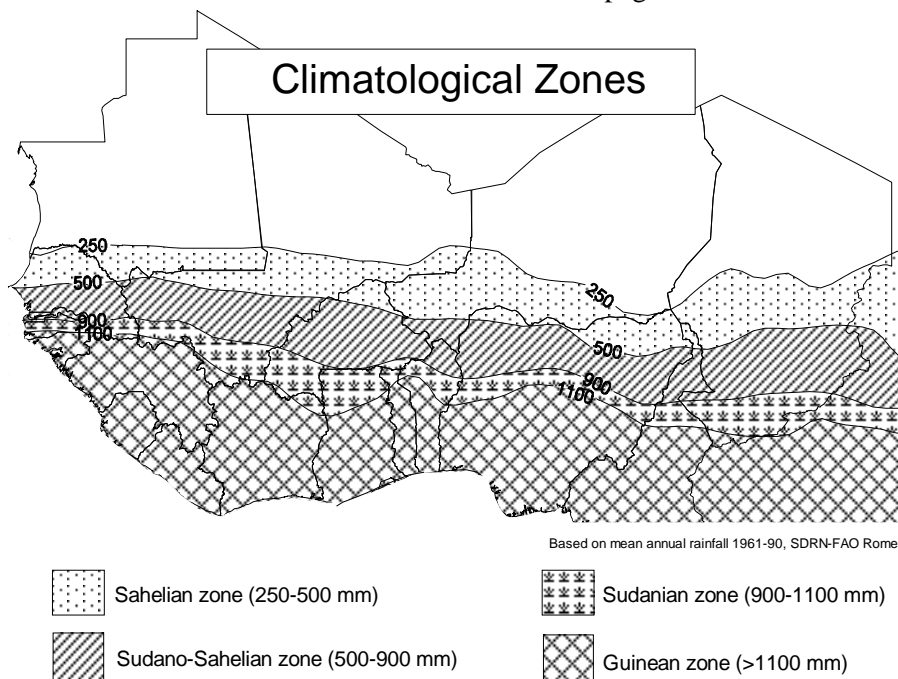 Climatological Zones
250
500
900
1100
250
500
900
1100
Based on mean annual rainfall 1961-90, SDRN-FAO Rome
Sahelian zone (250-500 mm)
Sudanian zone (900-1100 mm)
Sudano-Sahelian zone (500-900 mm)
Guinean zone (>1100 mm)